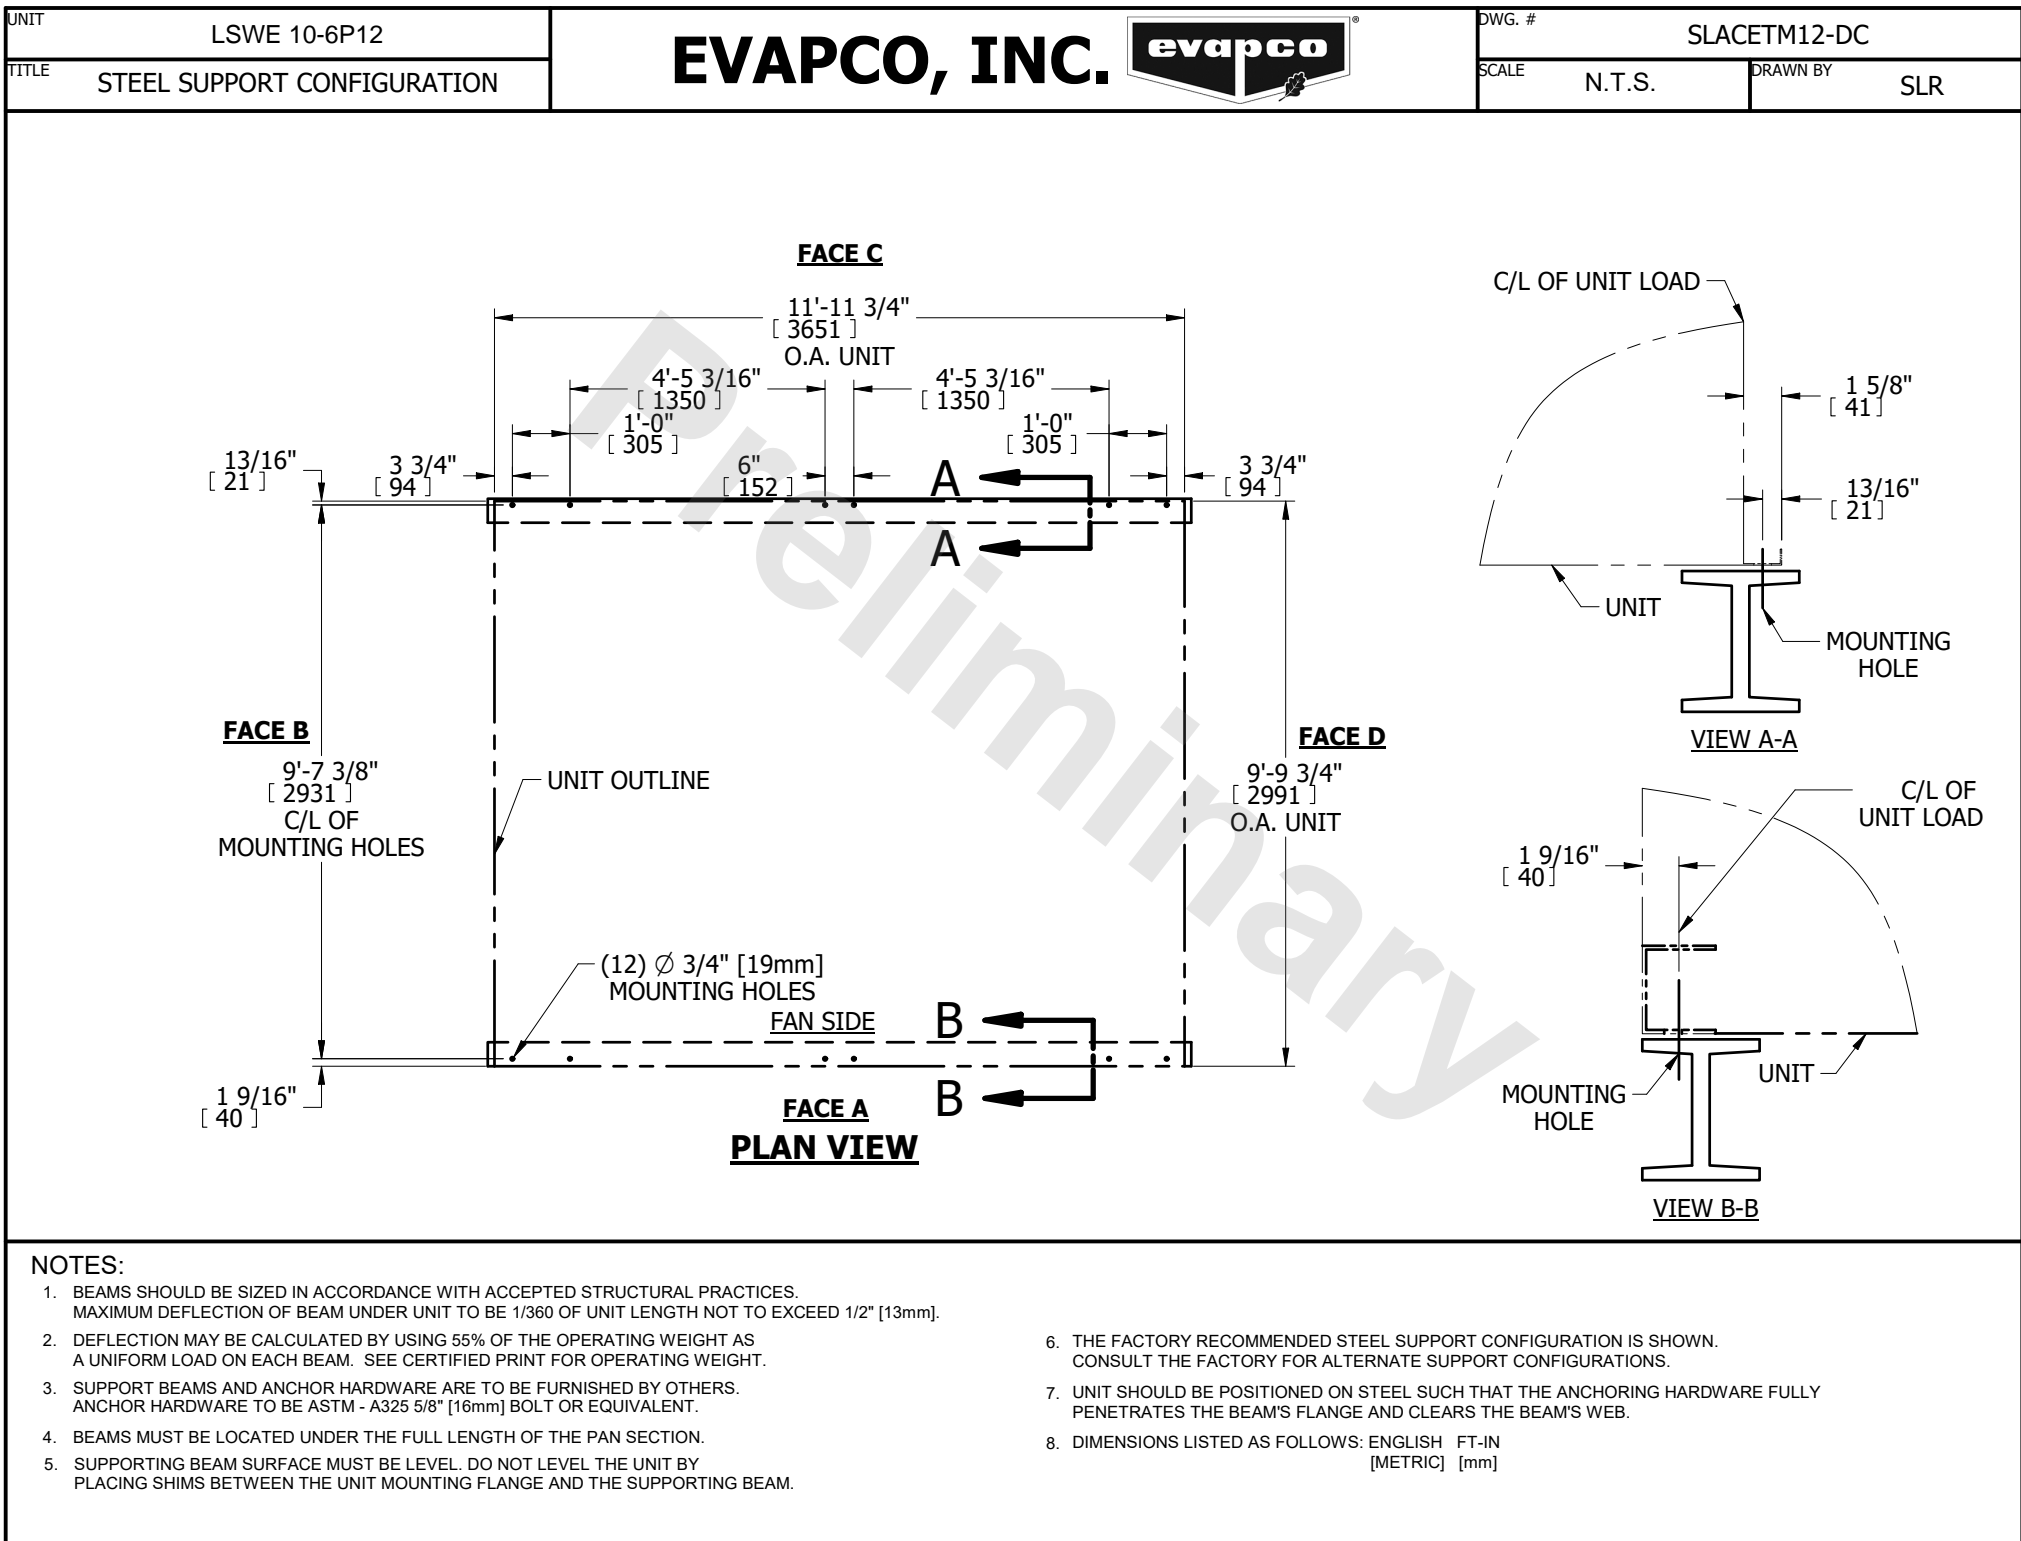 UNIT
LSWE 10-6P12
TITLE
STEEL SUPPORT CONFIGURATION
EVAPCO, INC.
evapco
®
DWG. #
SLACETM12-DC
SCALE
N.T.S.
DRAWN BY
SLR
FACE C
11'-11 3/4"
[ 3651 ]
O.A. UNIT
4'-5 3/16"
[ 1350 ]
4'-5 3/16"
[ 1350 ]
1'-0"
[ 305 ]
1'-0"
[ 305 ]
13/16"
[ 21 ]
3 3/4"
[ 94 ]
6"
[ 152 ]
A
3 3/4"
[ 94 ]
A
FACE B
9'-7 3/8"
[ 2931 ]
C/L OF
MOUNTING HOLES
UNIT OUTLINE
FACE D
9'-9 3/4"
[ 2991 ]
O.A. UNIT
(12) ∅ 3/4" [19mm]
MOUNTING HOLES
FAN SIDE
B
B
1 9/16"
[ 40 ]
FACE A
PLAN VIEW
Preliminary
C/L OF UNIT LOAD
1 5/8"
[ 41 ]
13/16"
[ 21 ]
UNIT
MOUNTING
HOLE
VIEW A-A
C/L OF
UNIT LOAD
1 9/16"
[ 40 ]
UNIT
MOUNTING
HOLE
VIEW B-B
NOTES:
1. BEAMS SHOULD BE SIZED IN ACCORDANCE WITH ACCEPTED STRUCTURAL PRACTICES.
MAXIMUM DEFLECTION OF BEAM UNDER UNIT TO BE 1/360 OF UNIT LENGTH NOT TO EXCEED 1/2" [13mm].
2. DEFLECTION MAY BE CALCULATED BY USING 55% OF THE OPERATING WEIGHT AS
A UNIFORM LOAD ON EACH BEAM. SEE CERTIFIED PRINT FOR OPERATING WEIGHT.
3. SUPPORT BEAMS AND ANCHOR HARDWARE ARE TO BE FURNISHED BY OTHERS.
ANCHOR HARDWARE TO BE ASTM - A325 5/8" [16mm] BOLT OR EQUIVALENT.
4. BEAMS MUST BE LOCATED UNDER THE FULL LENGTH OF THE PAN SECTION.
5. SUPPORTING BEAM SURFACE MUST BE LEVEL. DO NOT LEVEL THE UNIT BY
PLACING SHIMS BETWEEN THE UNIT MOUNTING FLANGE AND THE SUPPORTING BEAM.
6. THE FACTORY RECOMMENDED STEEL SUPPORT CONFIGURATION IS SHOWN.
CONSULT THE FACTORY FOR ALTERNATE SUPPORT CONFIGURATIONS.
7. UNIT SHOULD BE POSITIONED ON STEEL SUCH THAT THE ANCHORING HARDWARE FULLY
PENETRATES THE BEAM'S FLANGE AND CLEARS THE BEAM'S WEB.
8. DIMENSIONS LISTED AS FOLLOWS: ENGLISH FT-IN
[METRIC] [mm]